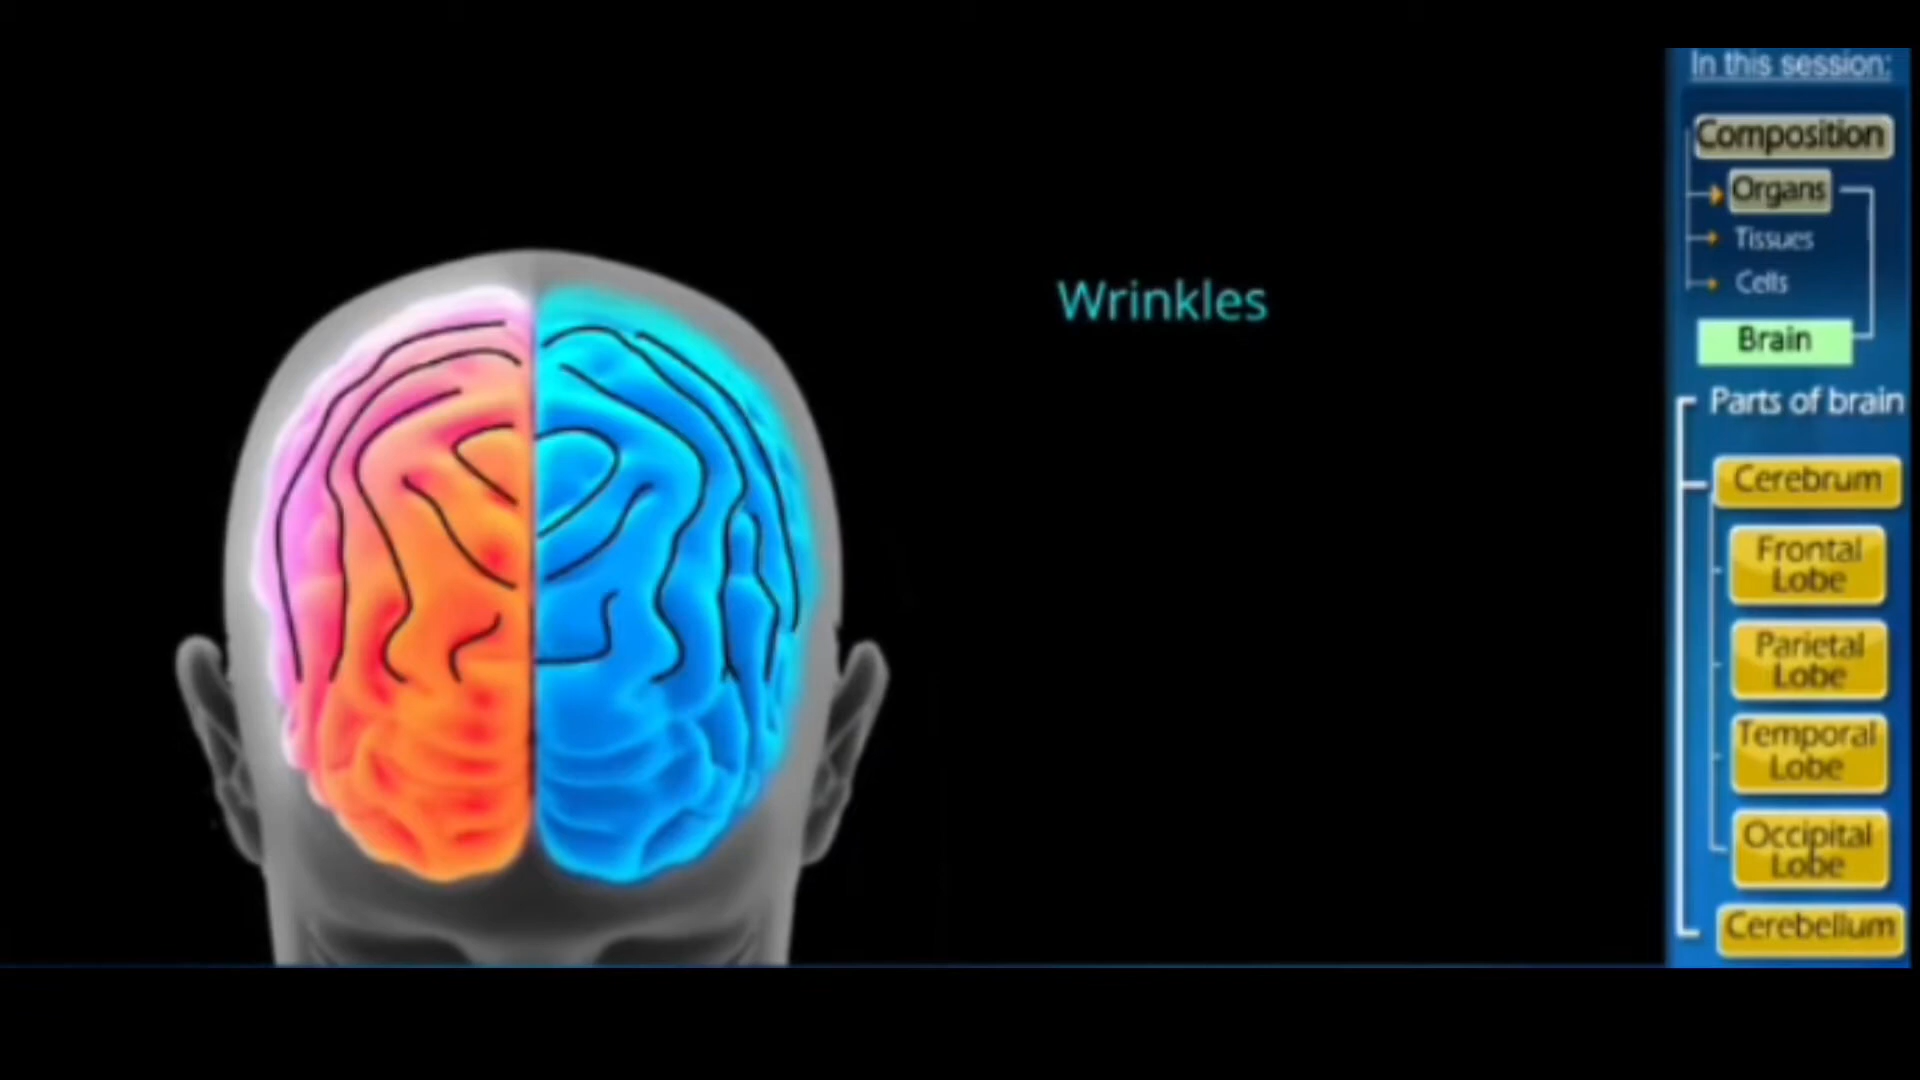 Wrinkles
In this session:
Composition
Organs
Tissues
Cells
Brain
Parts of brain
Cerebrum
Frontal
Lobe
Parietal
Lobe
Temporal
Lobe
Occipital
Lobe
Cerebellum